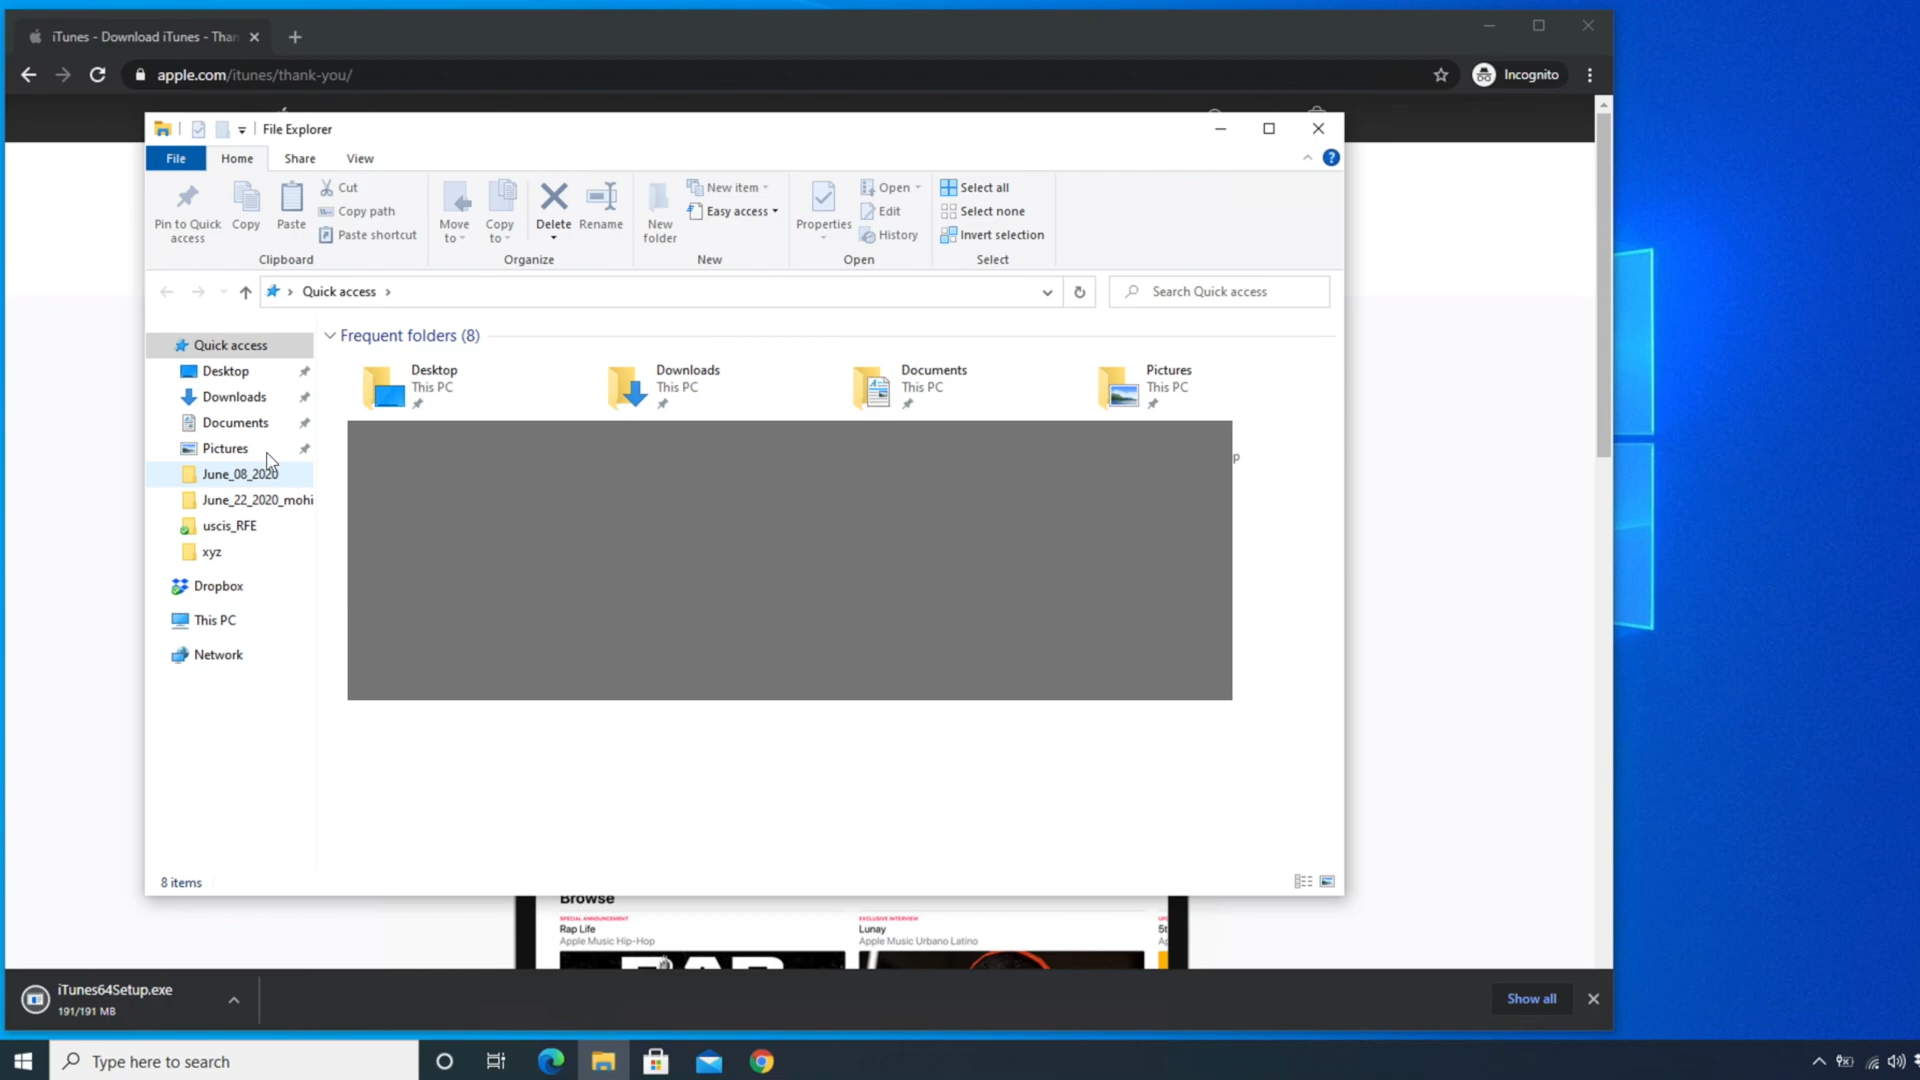 iTunes - Download iTunes - Than
apple.com/itunes/thank-you/
Incognito
File Explorer
File Home Share View
Pin to Quick access
Copy
Paste
Cut
Copy path
Paste shortcut
Clipboard
Move to
Copy to
Delete
Rename
Organize
New folder
New item
Easy access
New
Properties
Open
Edit
History
Open
Select all
Select none
Invert selection
Select
Quick access
Search Quick access
Quick access
Desktop
Downloads
Documents
Pictures
June_08_2020
June_22_2020_mohi
uscis_RFE
xyz
Dropbox
This PC
Network
Frequent folders (8)
Desktop
This PC
Downloads
This PC
Documents
This PC
Pictures
This PC
p
8 items
Browse
SPECIAL ANNOUNCEMENT
Rap Life
Apple Music Hip-Hop
EXCLUSIVE INTERVIEW
Lunay
Apple Music Urbano Latino
iTunes64Setup.exe
191/191 MB
Show all
Type here to search